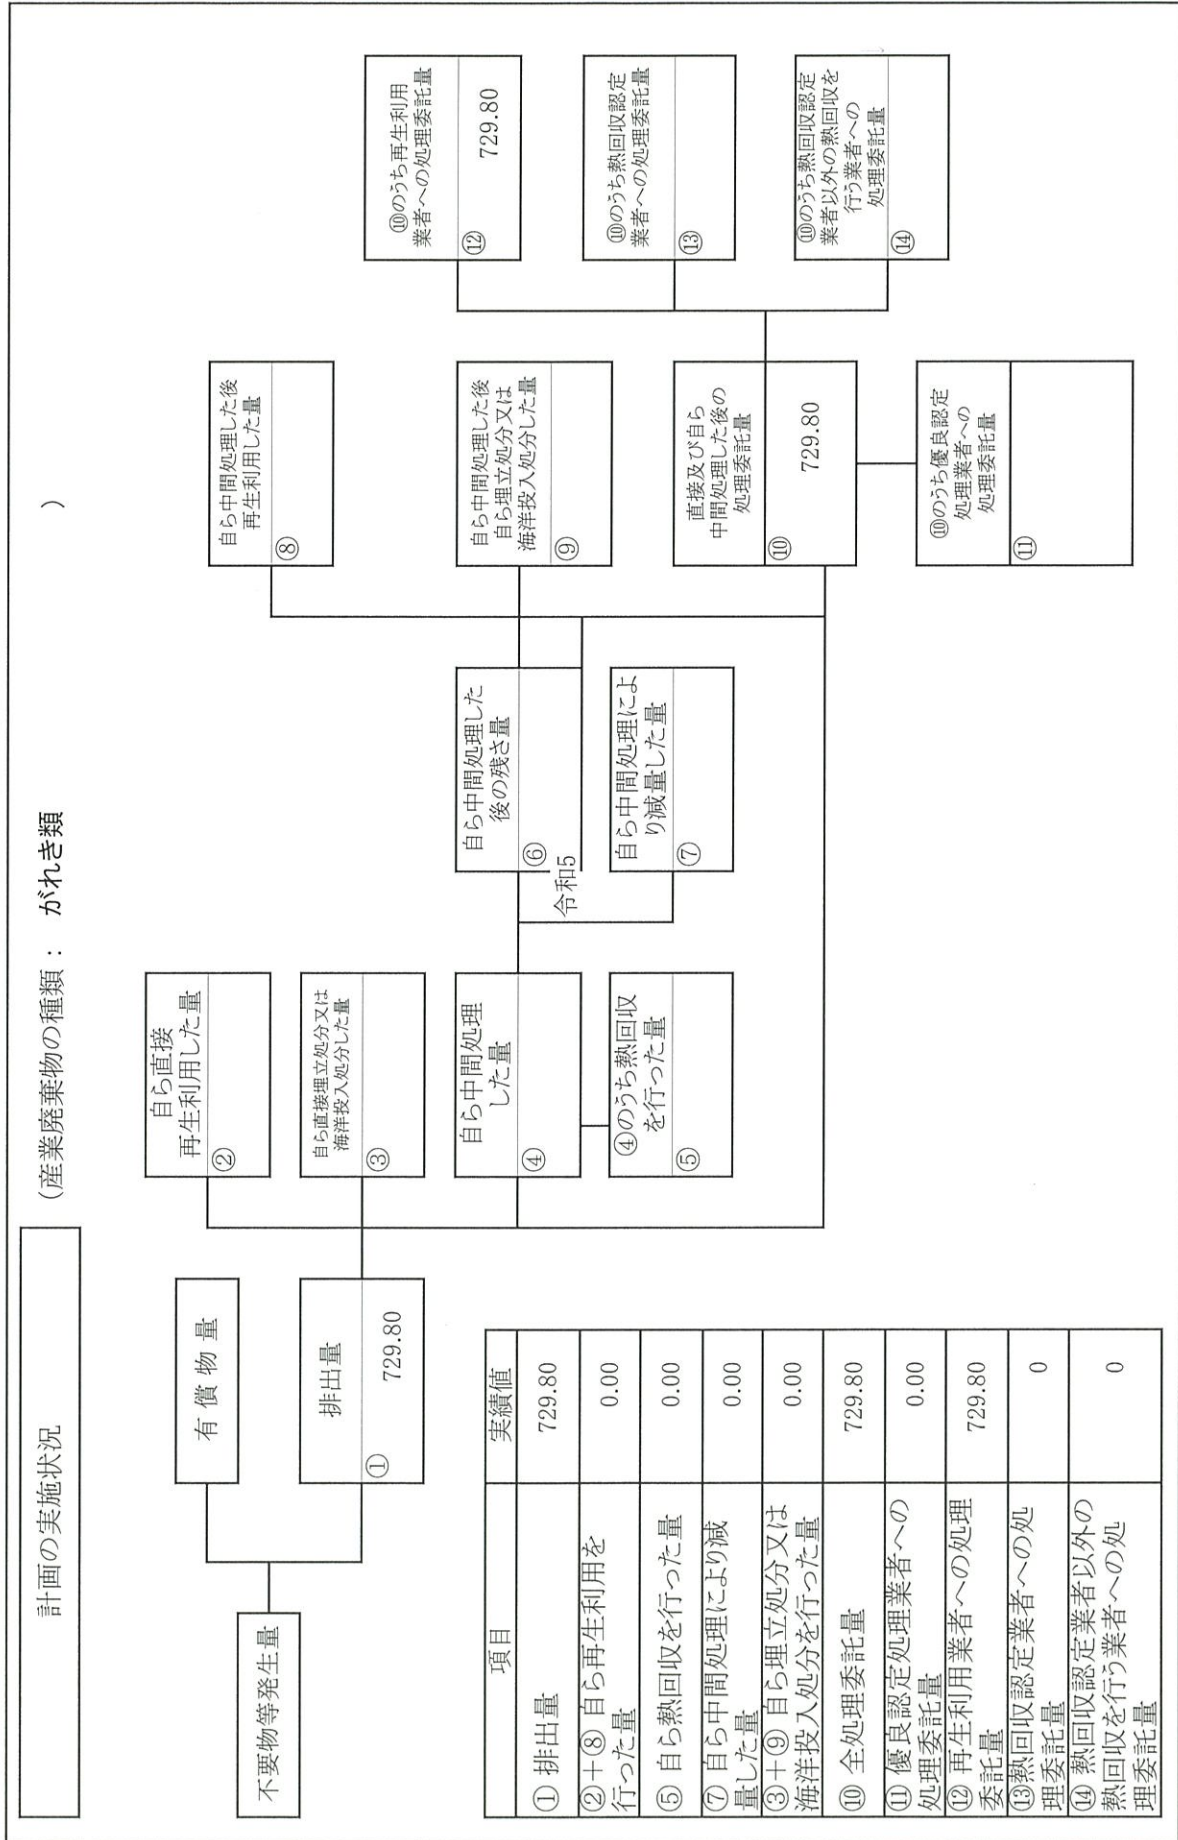 計画の実施状況
(産業廃棄物の種類： がれき類 )
不要物等発生量
有 償 物 量
排出量
① 729.80
自ら直接
再生利用した量
②
自ら直接埋立処分又は
海洋投入処分した量
③
自ら中間処理
した量
④
④のうち熱回収
を行った量
⑤
自ら中間処理した
後の残さ量
⑥
令和5
自ら中間処理によ
り減量した量
⑦
自ら中間処理した後
再生利用した量
⑧
自ら中間処理した後
自ら埋立処分又は
海洋投入処分した量
⑨
直接及び自ら
中間処理した後の
処理委託量
⑩ 729.80
⑩のうち優良認定
処理業者への
処理委託量
⑪
⑩のうち再生利用
業者への処理委託量
⑫ 729.80
⑩のうち熱回収認定
業者への処理委託量
⑬
⑩のうち熱回収認定
業者以外の熱回収を
行う業者への
処理委託量
⑭
項目 実績値
① 排出量 729.80
②＋⑧ 自ら再生利用を
行った量 0.00
⑤ 自ら熱回収を行った量 0.00
⑦ 自ら中間処理により減
量した量 0.00
③＋⑨ 自ら埋立処分又は
海洋投入処分を行った量 0.00
⑩ 全処理委託量 729.80
⑪ 優良認定処理業者への
処理委託量 0.00
⑫ 再生利用業者への処理
委託量 729.80
⑬熱回収認定業者への処
理委託量 0
⑭ 熱回収認定業者以外の
熱回収を行う業者への処
理委託量 0